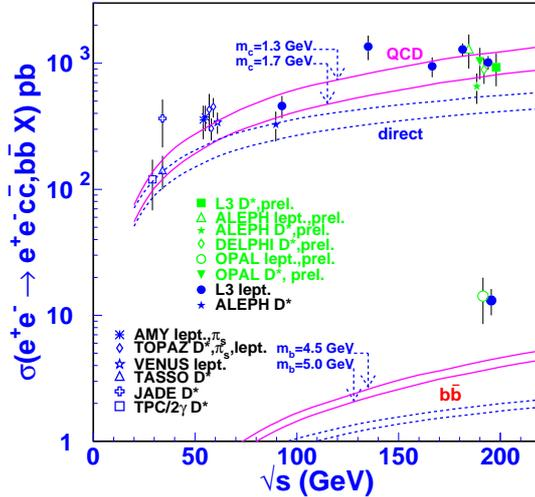 σ(e⁺e⁻ → e⁺e⁻cc̄,bb̄ X) pb
10³
10²
10
1
m_c=1.3 GeV
m_c=1.7 GeV
QCD
direct
L3 D*,prel.
ALEPH lept.,prel.
ALEPH D*,prel.
DELPHI D*,prel.
OPAL lept.,prel.
OPAL D*, prel.
L3 lept.
ALEPH D*
AMY lept.,π_s
TOPAZ D*,π_s,lept.
VENUS lept.
TASSO D*
JADE D*
TPC/2γ D*
m_b=4.5 GeV
m_b=5.0 GeV
bb̄
0 50 100 150 200
√s (GeV)